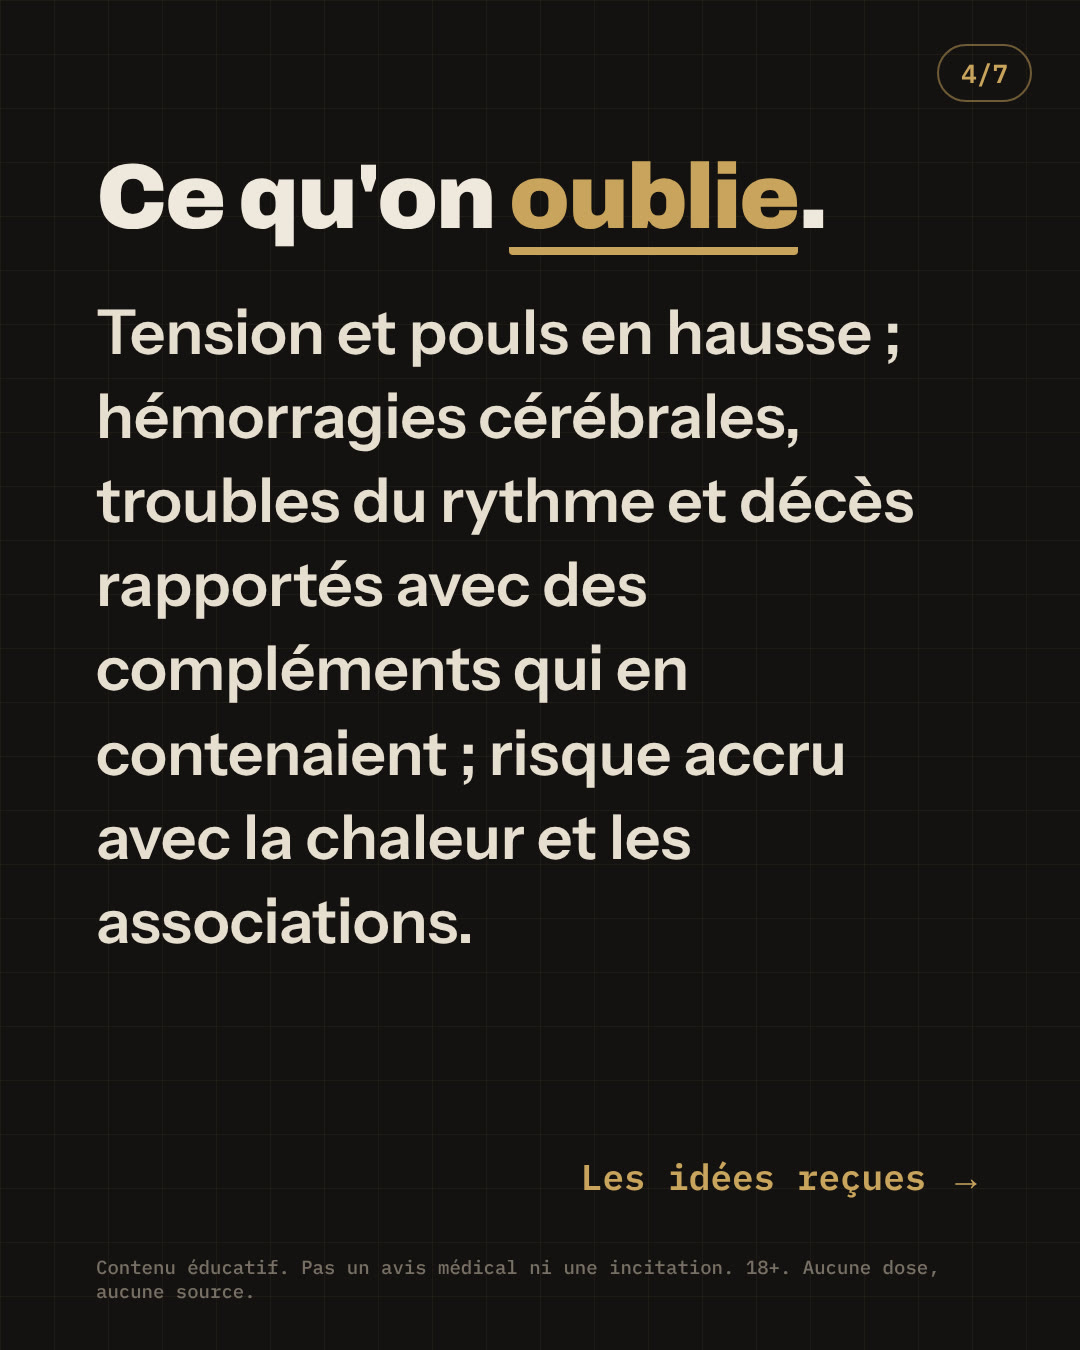 4/7
Ce qu'on oublie.
Tension et pouls en hausse ;
hémorragies cérébrales,
troubles du rythme et décès
rapportés avec des
compléments qui en
contenaient ; risque accru
avec la chaleur et les
associations.
Les idées reçues →
Contenu éducatif. Pas un avis médical ni une incitation. 18+. Aucune dose,
aucune source.